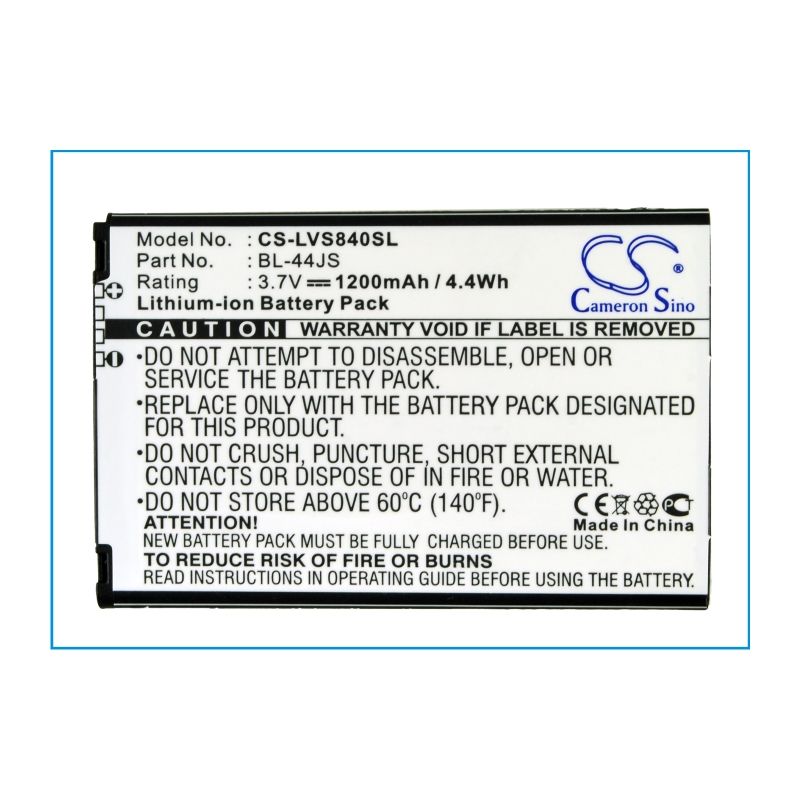 Model No. : CS-LVS840SL
Part No. : BL-44JS
Rating : 3.7V 1200mAh / 4.4Wh
Lithium-ion Battery Pack
CS ®
Cameron Sino
CAUTION WARRANTY VOID IF LABEL IS REMOVED
•DO NOT ATTEMPT TO DISASSEMBLE, OPEN OR
SERVICE THE BATTERY PACK.
•REPLACE ONLY WITH THE BATTERY PACK DESIGNATED
FOR THIS PRODUCT.
•DO NOT CRUSH, PUNCTURE, SHORT EXTERNAL
CONTACTS OR DISPOSE OF IN FIRE OR WATER.
•DO NOT STORE ABOVE 60°C (140°F).
CE
Made In China
ATTENTION!
NEW BATTERY PACK MUST BE FULLY CHARGED BEFORE USE.
TO REDUCE RISK OF FIRE OR BURNS
READ INSTRUCTIONS IN OPERATING GUIDE BEFORE USING BATTERY.